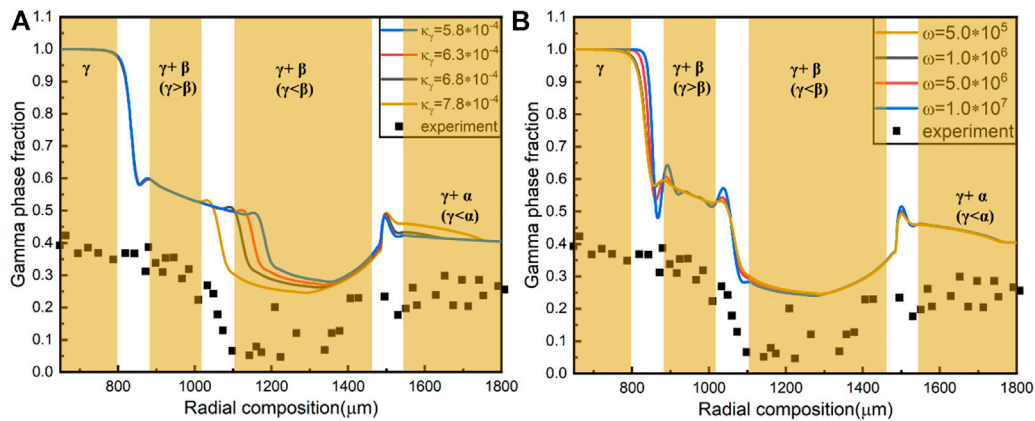 A
κγ=5.8*10-4
κγ=6.3*10-4
κγ=6.8*10-4
κγ=7.8*10-4
experiment
γ
γ+ β
(γ>β)
γ+ β
(γ<β)
γ+ α
(γ<α)
Gamma phase fraction
1.1
1.0
0.9
0.8
0.7
0.6
0.5
0.4
0.3
0.2
0.1
0.0
800 1000 1200 1400 1600 1800
Radial composition(μm)
B
ω=5.0*10⁵
ω=1.0*10⁶
ω=5.0*10⁶
ω=1.0*10⁷
experiment
γ
γ+ β
(γ>β)
γ+ β
(γ<β)
γ+ α
(γ<α)
Gamma phase fraction
1.1
1.0
0.9
0.8
0.7
0.6
0.5
0.4
0.3
0.2
0.1
0.0
800 1000 1200 1400 1600 1800
Radial composition(μm)